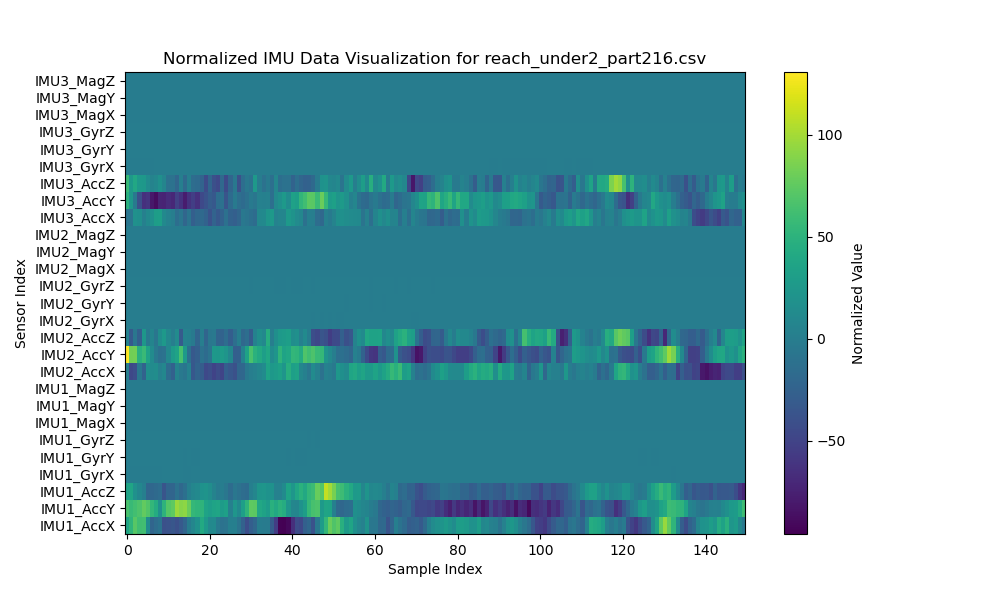 Normalized IMU Data Visualization for reach_under2_part216.csv
IMU3_MagZ
IMU3_MagY
IMU3_MagX
IMU3_GyrZ
IMU3_GyrY
IMU3_GyrX
IMU3_AccZ
IMU3_AccY
IMU3_AccX
IMU2_MagZ
IMU2_MagY
IMU2_MagX
IMU2_GyrZ
IMU2_GyrY
IMU2_GyrX
IMU2_AccZ
IMU2_AccY
IMU2_AccX
IMU1_MagZ
IMU1_MagY
IMU1_MagX
IMU1_GyrZ
IMU1_GyrY
IMU1_GyrX
IMU1_AccZ
IMU1_AccY
IMU1_AccX
Sensor Index
0 20 40 60 80 100 120 140
Sample Index
100
50
0
−50
Normalized Value